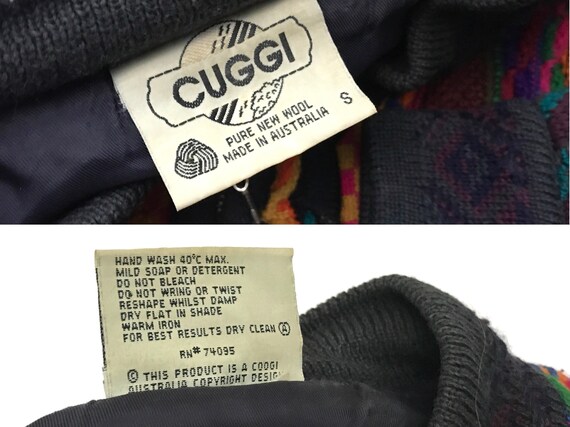 CUGGI
PURE NEW WOOL
MADE IN AUSTRALIA
S
HAND WASH 40°C MAX.
MILD SOAP OR DETERGENT
DO NOT BLEACH
DO NOT WRING OR TWIST
RESHAPE WHILST DAMP
DRY FLAT IN SHADE
WARM IRON
FOR BEST RESULTS DRY CLEAN Ⓐ
RN# 74095
© THIS PRODUCT IS A COOGI
AUSTRALIA COPYRIGHT DESIG